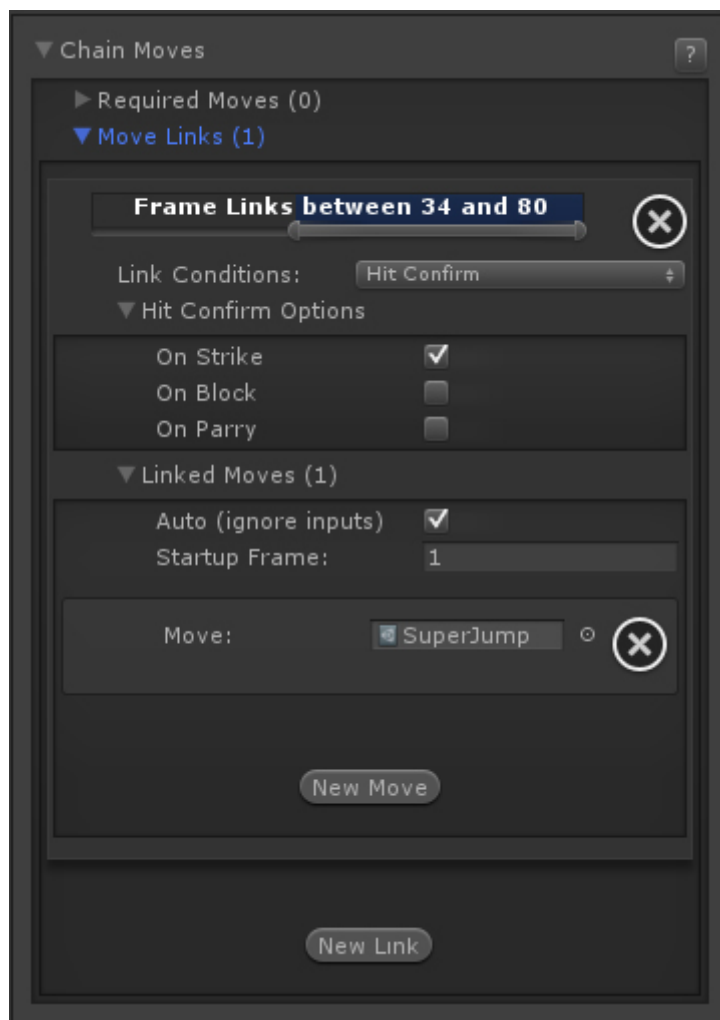 Chain Moves
?
Required Moves (0)
Move Links (1)
Frame Links between 34 and 80
Link Conditions: Hit Confirm
Hit Confirm Options
On Strike
On Block
On Parry
Linked Moves (1)
Auto (ignore inputs)
Startup Frame: 1
Move: SuperJump
New Move
New Link